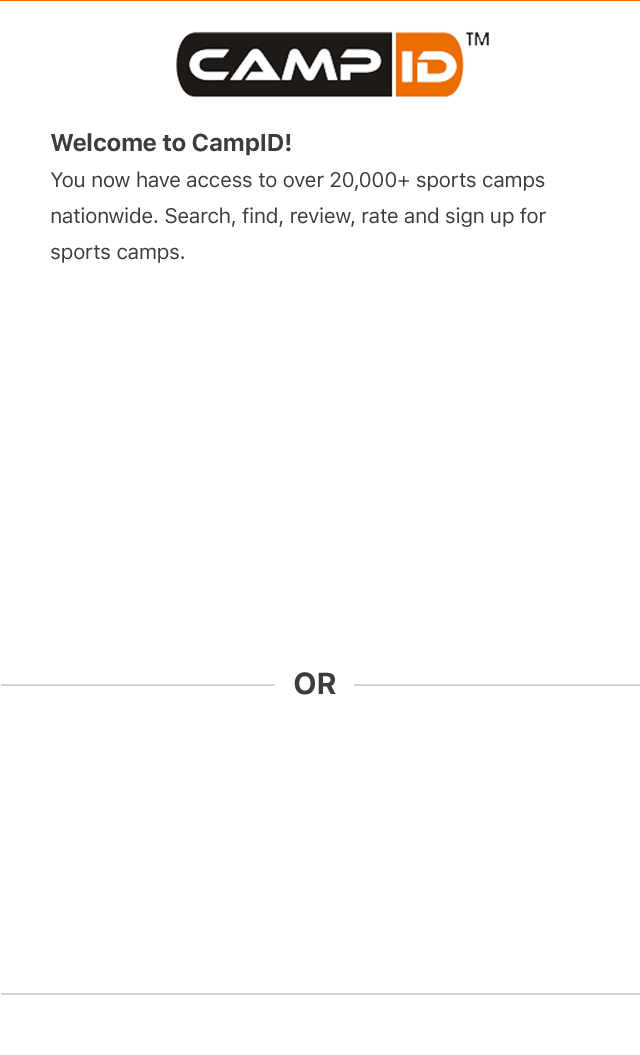 CAMP ID TM
Welcome to CampID!
You now have access to over 20,000+ sports camps
nationwide. Search, find, review, rate and sign up for
sports camps.
OR